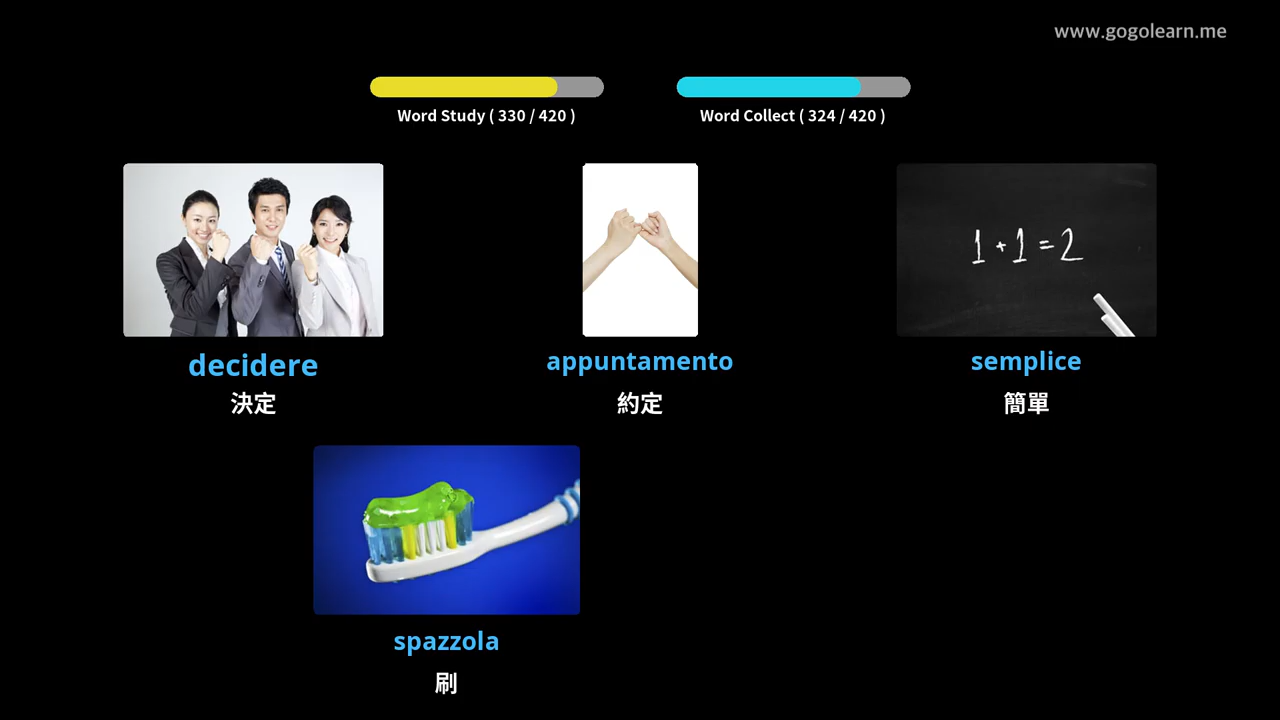 www.gogolearn.me
Word Study ( 330 / 420 )
Word Collect ( 324 / 420 )
1 + 1 = 2
decidere
決定
appuntamento
約定
semplice
簡單
spazzola
刷